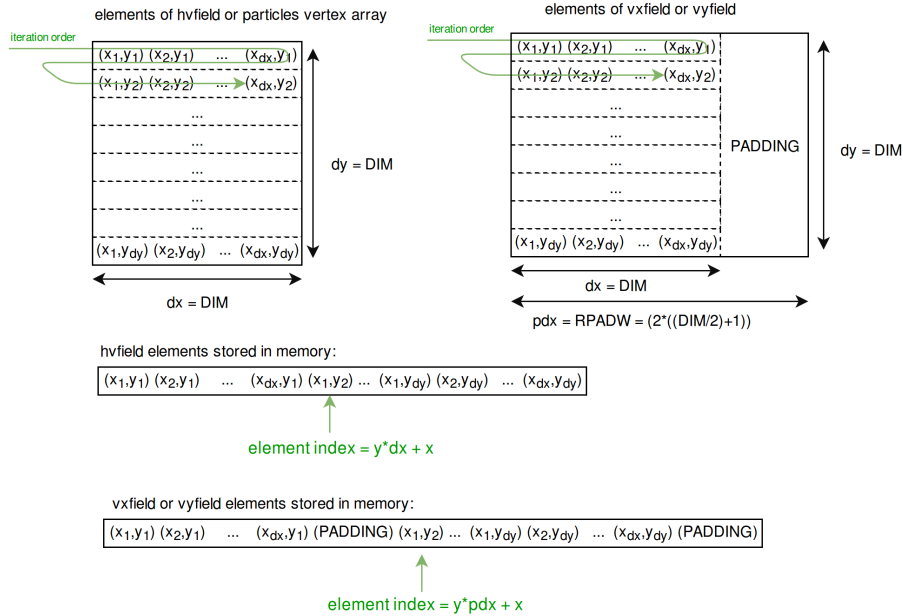 elements of hvfield or particles vertex array
iteration order
(x1,y1) (x2,y1) ... (xdx,y1)
(x1,y2) (x2,y2) ... (xdx,y2)
...
...
...
...
...
(x1,ydy) (x2,ydy) ... (xdx,ydy)
dy = DIM
dx = DIM
elements of vxfield or vyfield
iteration order
(x1,y1) (x2,y1) ... (xdx,y1)
(x1,y2) (x2,y2) ... (xdx,y2)
...
...
...
...
...
(x1,ydy) (x2,ydy) ... (xdx,ydy)
PADDING
dy = DIM
dx = DIM
pdx = RPADW = (2*((DIM/2)+1))
hvfield elements stored in memory:
(x1,y1) (x2,y1) ... (xdx,y1) (x1,y2) ... (x1,ydy) (x2,ydy) ... (xdx,ydy)
element index = y*dx + x
vxfield or vyfield elements stored in memory:
(x1,y1) (x2,y1) ... (xdx,y1) (PADDING) (x1,y2) ... (x1,ydy) (x2,ydy) ... (xdx,ydy) (PADDING)
element index = y*pdx + x